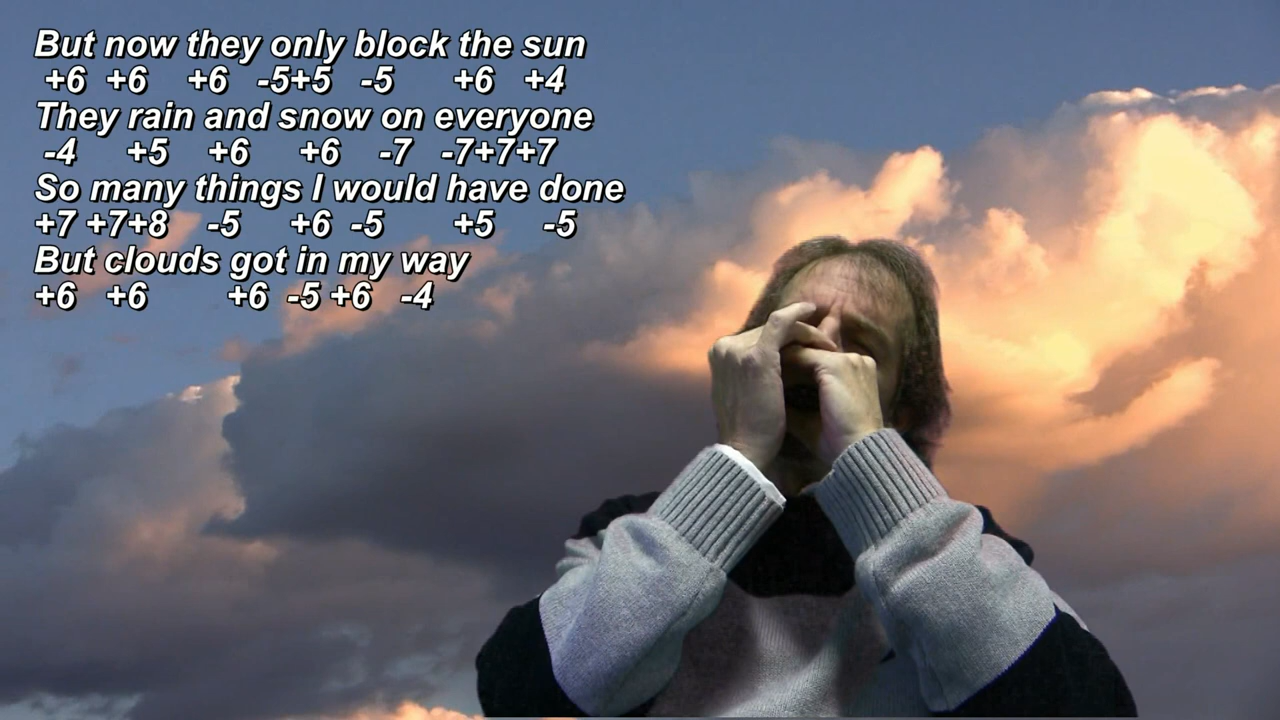 But now they only block the sun
+6 +6 +6 -5+5 -5 +6 +4
They rain and snow on everyone
-4 +5 +6 +6 -7 -7+7+7
So many things I would have done
+7 +7+8 -5 +6 -5 +5 -5
But clouds got in my way
+6 +6 +6 -5 +6 -4